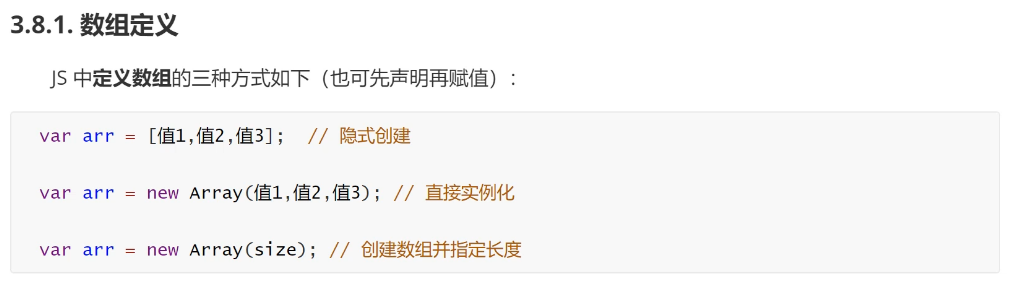 3.8.1. 数组定义
JS 中定义数组的三种方式如下（也可先声明再赋值）：
var arr = [值1,值2,值3];  // 隐式创建
var arr = new Array(值1,值2,值3); // 直接实例化
var arr = new Array(size); // 创建数组并指定长度